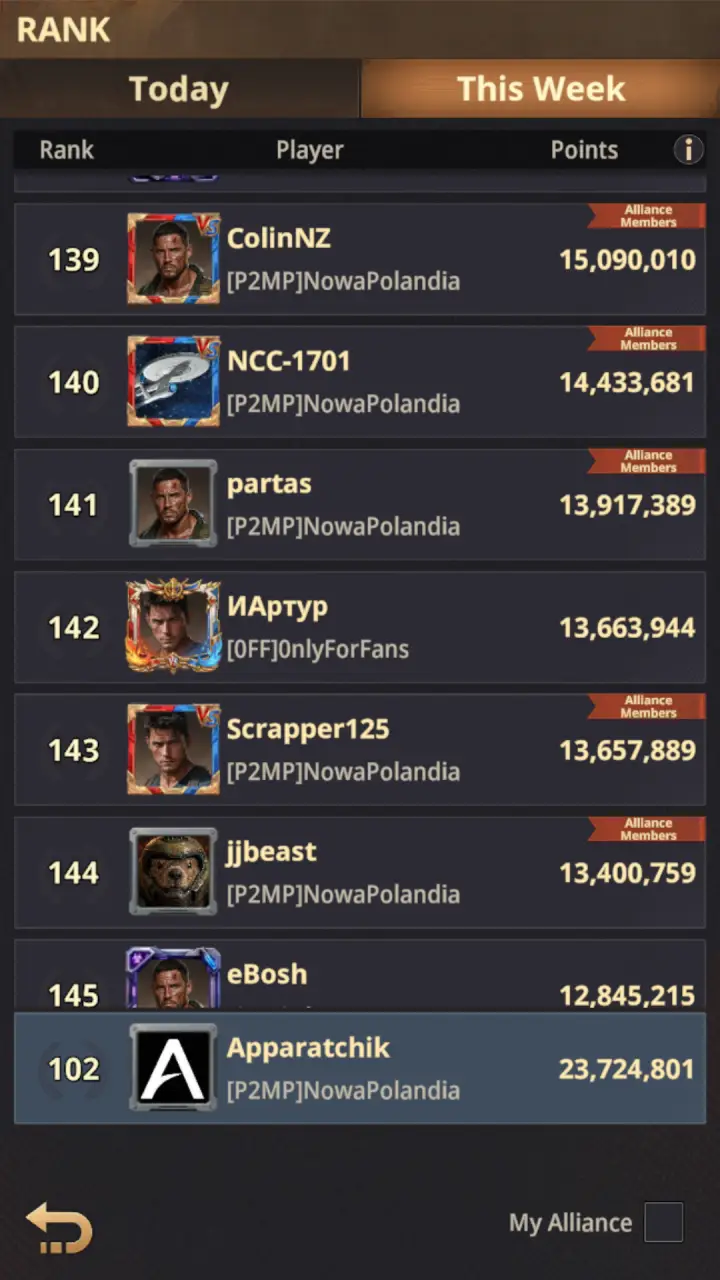 RANK
Today
This Week
Rank
Player
Points
i
Alliance
Members
139
ColinNZ
15,090,010
[P2MP]NowaPolandia
Alliance
Members
140
NCC-1701
14,433,681
[P2MP]NowaPolandia
Alliance
Members
141
partas
13,917,389
[P2MP]NowaPolandia
142
ИАртур
13,663,944
[0FF]0nlyForFans
Alliance
Members
143
Scrapper125
13,657,889
[P2MP]NowaPolandia
Alliance
Members
144
jjbeast
13,400,759
[P2MP]NowaPolandia
145
eBosh
12,845,215
102
Apparatchik
23,724,801
[P2MP]NowaPolandia
My Alliance